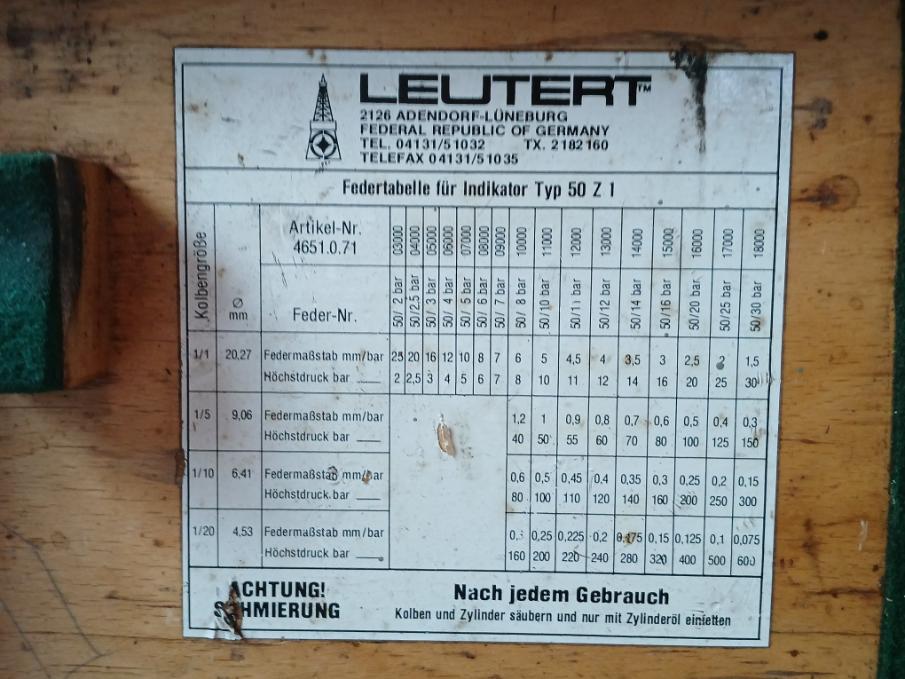 LEUTERT™
2126 ADENDORF-LÜNEBURG
FEDERAL REPUBLIC OF GERMANY
TEL. 04131/51032 TX. 2182160
TELEFAX 04131/51035
Federtabelle für Indikator Typ 50 Z 1
Kolbengröße
Ø mm
Artikel-Nr. 4651.0.71
03000 04000 05000 06000 07000 08000 09000 10000 11000 12000 13000 14000 15000 16000 17000 18000
Feder-Nr.
50/ 2 bar 50/2.5 bar 50/ 3 bar 50/ 4 bar 50/ 5 bar 50/ 6 bar 50/ 7 bar 50/ 8 bar 50/10 bar 50/11 bar 50/12 bar 50/14 bar 50/16 bar 50/20 bar 50/25 bar 50/30 bar
1/1 20,27 Federmaßstab mm/bar 25 20 16 12 10 8 7 6 5 4,5 4 3,5 3 2,5 2 1,5
Höchstdruck bar 2 2,5 3 4 5 6 7 8 10 11 12 14 16 20 25 30
1/5 9,06 Federmaßstab mm/bar 1,2 1 0,9 0,8 0,7 0,6 0,5 0,4 0,3
Höchstdruck bar 40 50 55 60 70 80 100 125 150
1/10 6,41 Federmaßstab mm/bar 0,6 0,5 0,45 0,4 0,35 0,3 0,25 0,2 0,15
Höchstdruck bar 80 100 110 120 140 160 200 250 300
1/20 4,53 Federmaßstab mm/bar 0,3 0,25 0,225 0,2 0,175 0,15 0,125 0,1 0,075
Höchstdruck bar 160 200 220 240 280 320 400 500 600
ACHTUNG!
SCHMIERUNG
Nach jedem Gebrauch
Kolben und Zylinder säubern und nur mit Zylinderöl einfetten